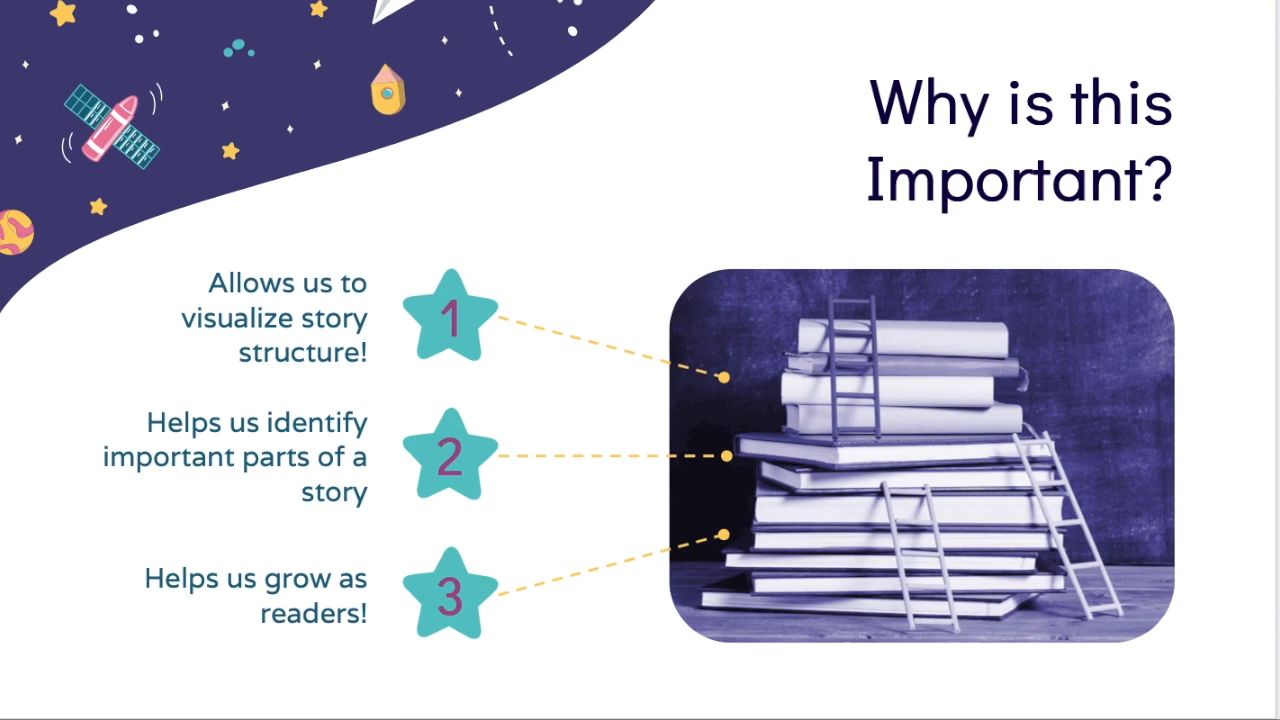 Why is this
Important?
Allows us to
visualize story
structure!
1
Helps us identify
important parts of a
story
2
Helps us grow as
readers!
3